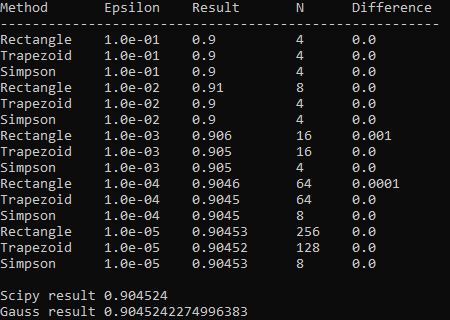 Method Epsilon Result N Difference
------------------------------------------------------
Rectangle 1.0e-01 0.9 4 0.0
Trapezoid 1.0e-01 0.9 4 0.0
Simpson 1.0e-01 0.9 4 0.0
Rectangle 1.0e-02 0.91 8 0.0
Trapezoid 1.0e-02 0.9 4 0.0
Simpson 1.0e-02 0.9 4 0.0
Rectangle 1.0e-03 0.906 16 0.001
Trapezoid 1.0e-03 0.905 16 0.0
Simpson 1.0e-03 0.905 4 0.0
Rectangle 1.0e-04 0.9046 64 0.0001
Trapezoid 1.0e-04 0.9045 64 0.0
Simpson 1.0e-04 0.9045 8 0.0
Rectangle 1.0e-05 0.90453 256 0.0
Trapezoid 1.0e-05 0.90452 128 0.0
Simpson 1.0e-05 0.90453 8 0.0
Scipy result 0.904524
Gauss result 0.9045242274996383